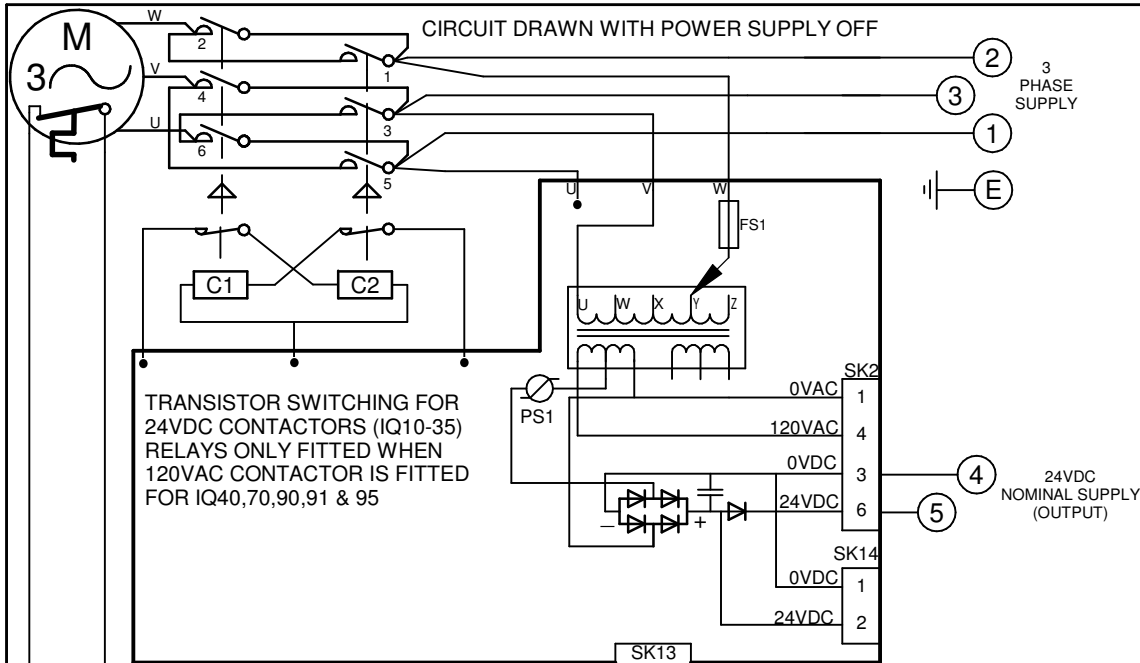 CIRCUIT DRAWN WITH POWER SUPPLY OFF
M
3
W
2
1
V
4
3
U
6
5
2
3
1
3
PHASE
SUPPLY
E
U
V
W
FS1
C1
C2
U
W
X
Y
Z
TRANSISTOR SWITCHING FOR
24VDC CONTACTORS (IQ10-35)
RELAYS ONLY FITTED WHEN
120VAC CONTACTOR IS FITTED
FOR IQ40,70,90,91 & 95
PS1
SK2
0VAC
1
120VAC
4
0VDC
3
24VDC
6
4
5
24VDC
NOMINAL SUPPLY
(OUTPUT)
− +
SK14
0VDC
1
24VDC
2
SK13